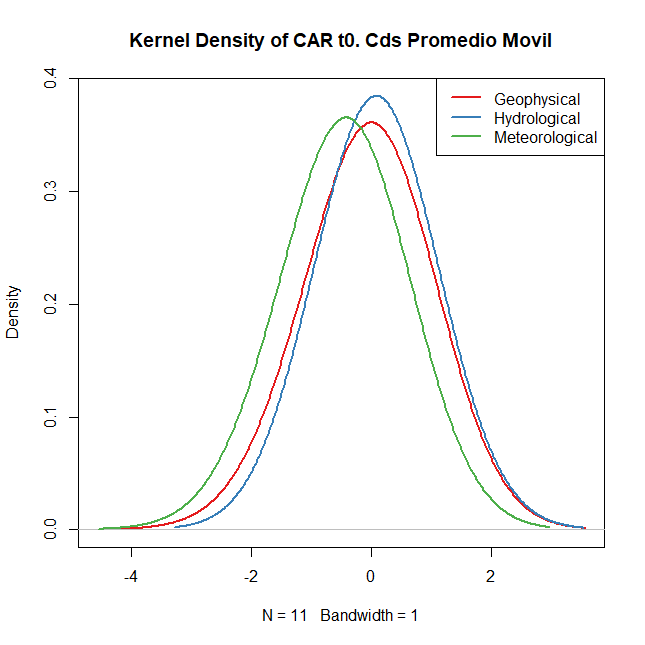 Kernel Density of CAR t0. Cds Promedio Movil
Geophysical
Hydrological
Meteorological
Density
0.4
0.3
0.2
0.1
0.0
-4 -2 0 2
N = 11 Bandwidth = 1